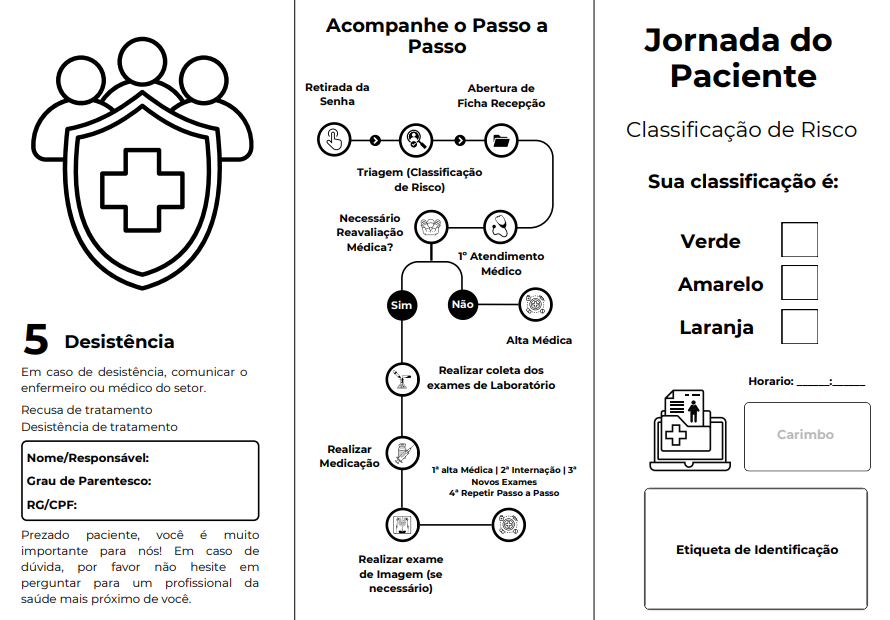 5 Desistência
Em caso de desistência, comunicar o
enfermeiro ou médico do setor.
Recusa de tratamento
Desistência de tratamento
Nome/Responsável:
Grau de Parentesco:
RG/CPF:
Prezado paciente, você é muito
importante para nós! Em caso de
dúvida, por favor não hesite em
perguntar para um profissional da
saúde mais próximo de você.
Acompanhe o Passo a
Passo
Retirada da
Senha
Abertura de
Ficha Recepção
Triagem (Classificação
de Risco)
Necessário
Reavaliação
Médica?
1º Atendimento
Médico
Sim
Não
Alta Médica
Realizar coleta dos
exames de Laboratório
Realizar
Medicação
1ª alta Médica | 2ª Internação | 3ª
Novos Exames
4ª Repetir Passo a Passo
Realizar exame
de Imagem (se
necessário)
Jornada do
Paciente
Classificação de Risco
Sua classificação é:
Verde
Amarelo
Laranja
Horario: ______:______
Carimbo
Etiqueta de Identificação